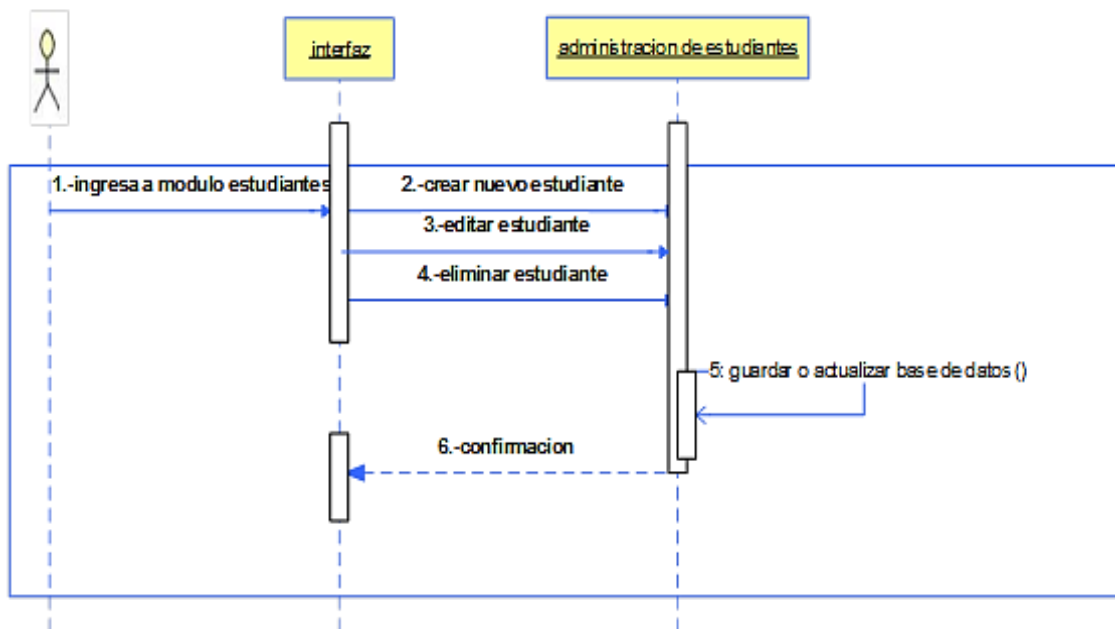 interfaz
administracion de estudiantes
1.-ingresa a modulo estudiantes
2.-crear nuevo estudiante
3.-editar estudiante
4.-eliminar estudiante
5: guardar o actualizar base de datos ()
6.-confirmacion